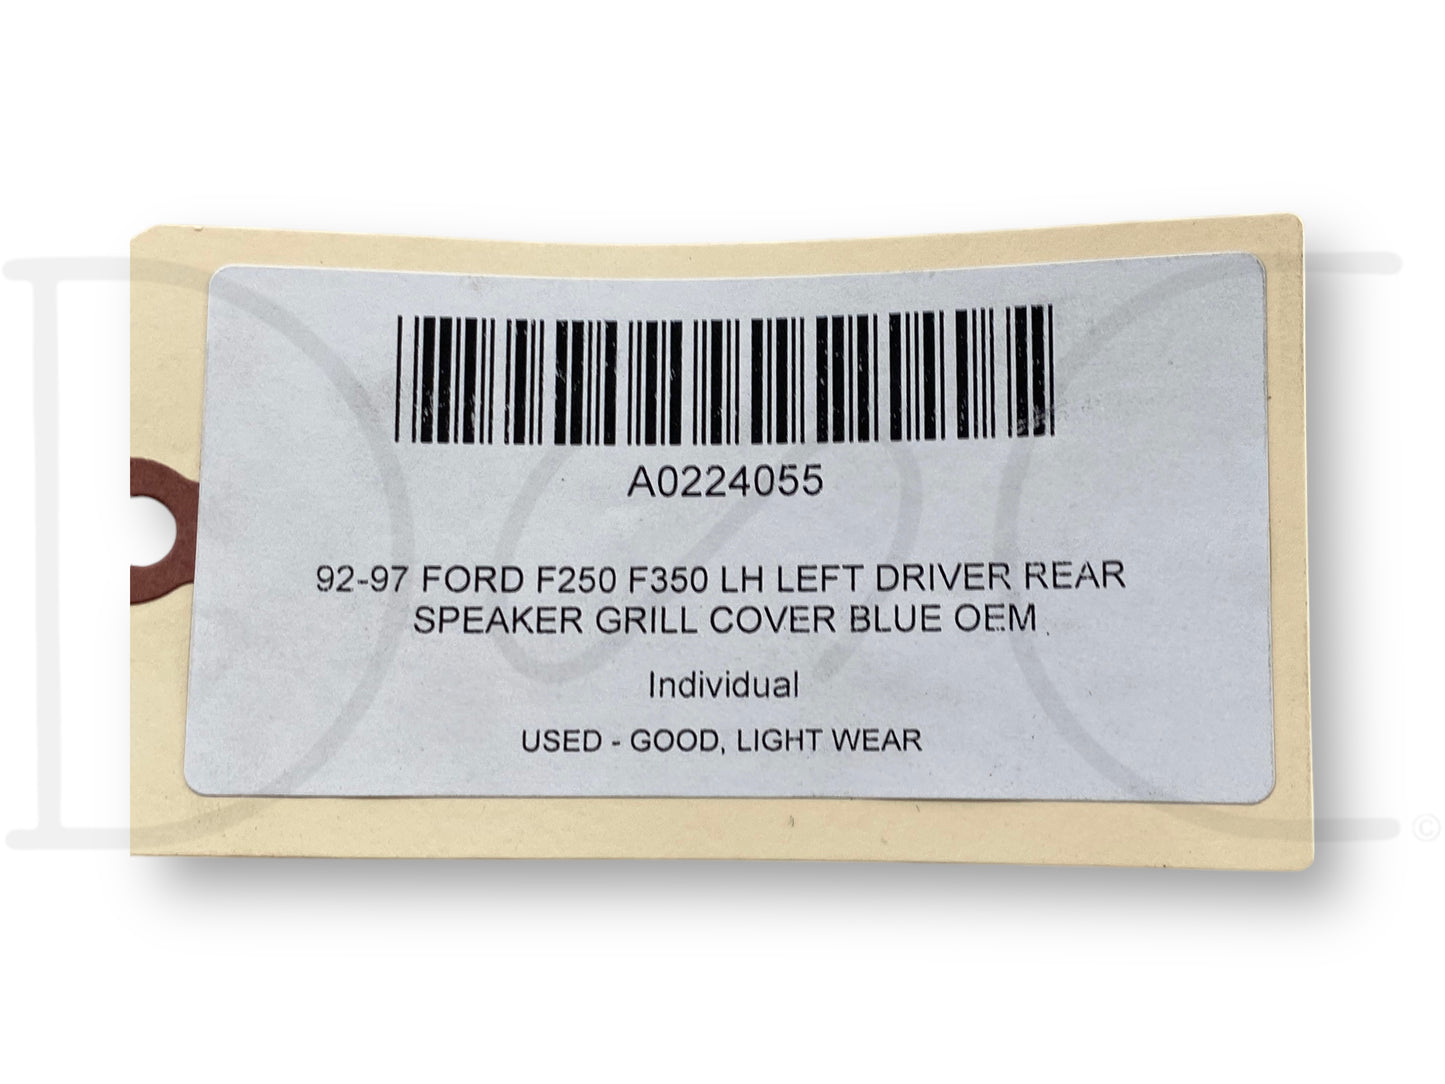 A0224055
92-97 FORD F250 F350 LH LEFT DRIVER REAR
SPEAKER GRILL COVER BLUE OEM
Individual
USED - GOOD, LIGHT WEAR
©